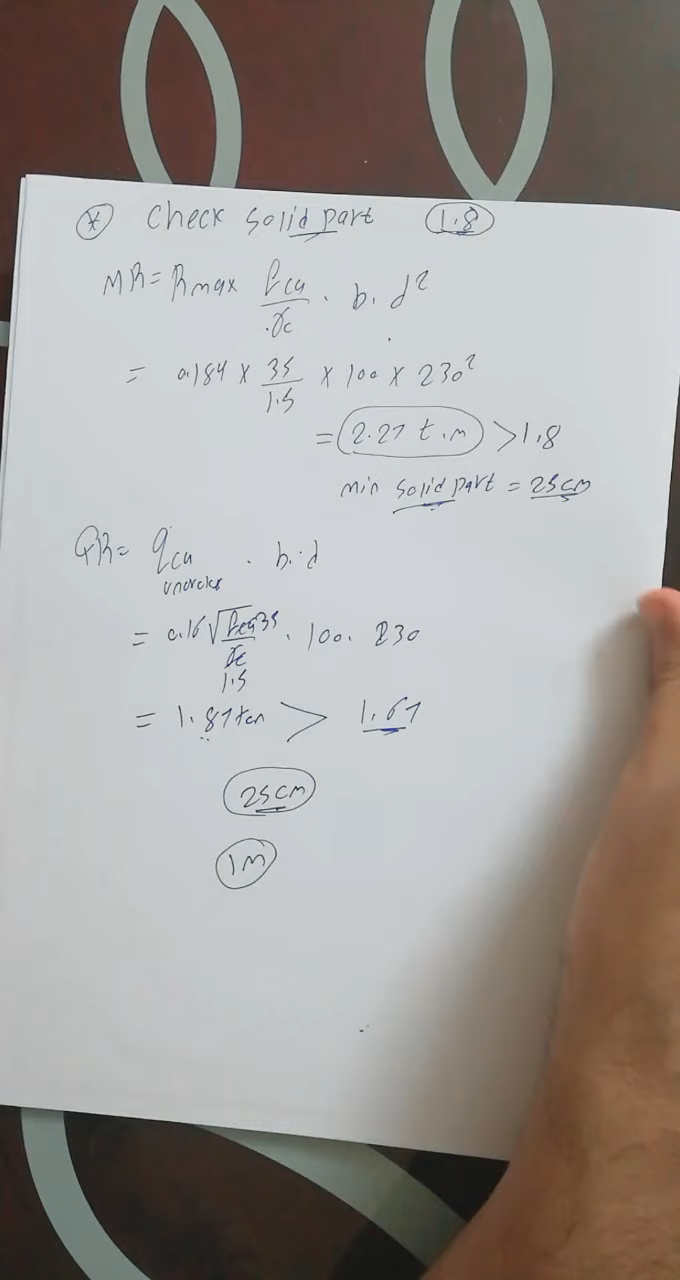 * Check Solid part 1.8
MR = Rmax fcu/γc . b . d²
= 0.184 × 35/1.5 × 100 × 230²
= 2.27 t.m > 1.8
min solid part = 25cm
QR = qcu . b . d
= 0.16 √fcu 35/γc 1.5 . 100 . 230
= 1.87 ton > 1.67
25cm
1m